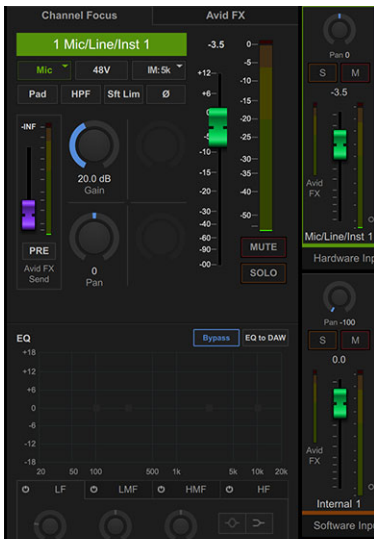 Channel Focus
Avid FX
1 Mic/Line/Inst 1
Mic
48V
IM: 5k
Pad
HPF
Sft Lim
Ø
-INF
20.0 dB
Gain
PRE
Avid FX
Send
0
Pan
-3.5
+12
+6
0
-5
-10
-15
-20
-30
-40
-60
-90
-00
0
-5
-10
-15
-20
-25
-30
-35
-40
-50
MUTE
SOLO
EQ
Bypass
EQ to DAW
+18
+12
+6
0
-6
-12
-18
20
50
100
500
1k
5k
10k
20k
LF
LMF
HMF
HF
Pan 0
S
M
-3.5
Avid
FX
Mic/Line/Inst 1
Hardware Inp
Pan -100
S
M
0.0
Avid
FX
Internal 1
Software Inp